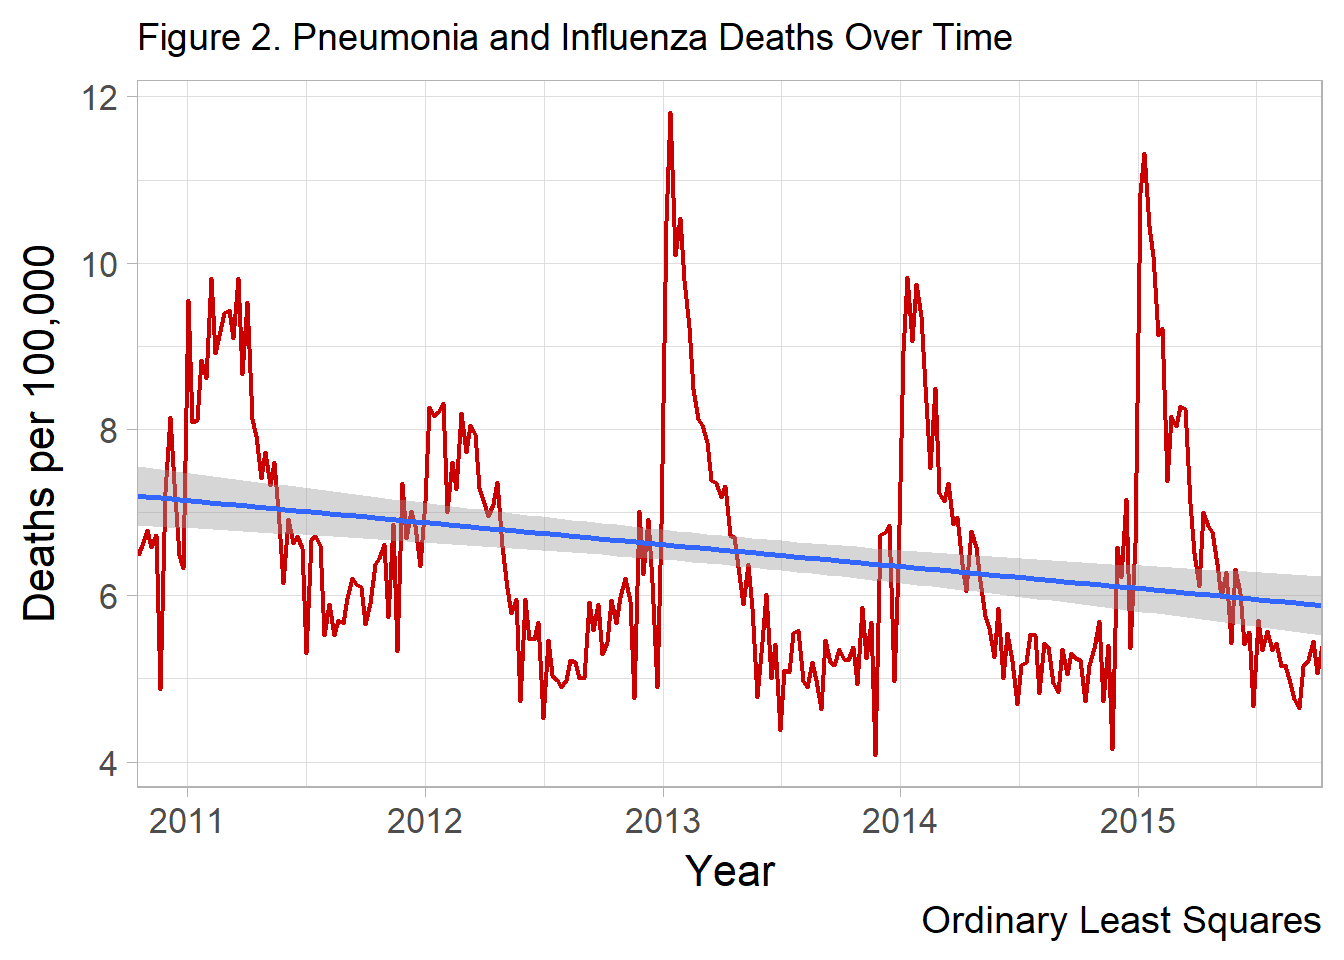 Figure 2. Pneumonia and Influenza Deaths Over Time
12
10
8
6
4
Deaths per 100,000
2011 2012 2013 2014 2015
Year
Ordinary Least Squares